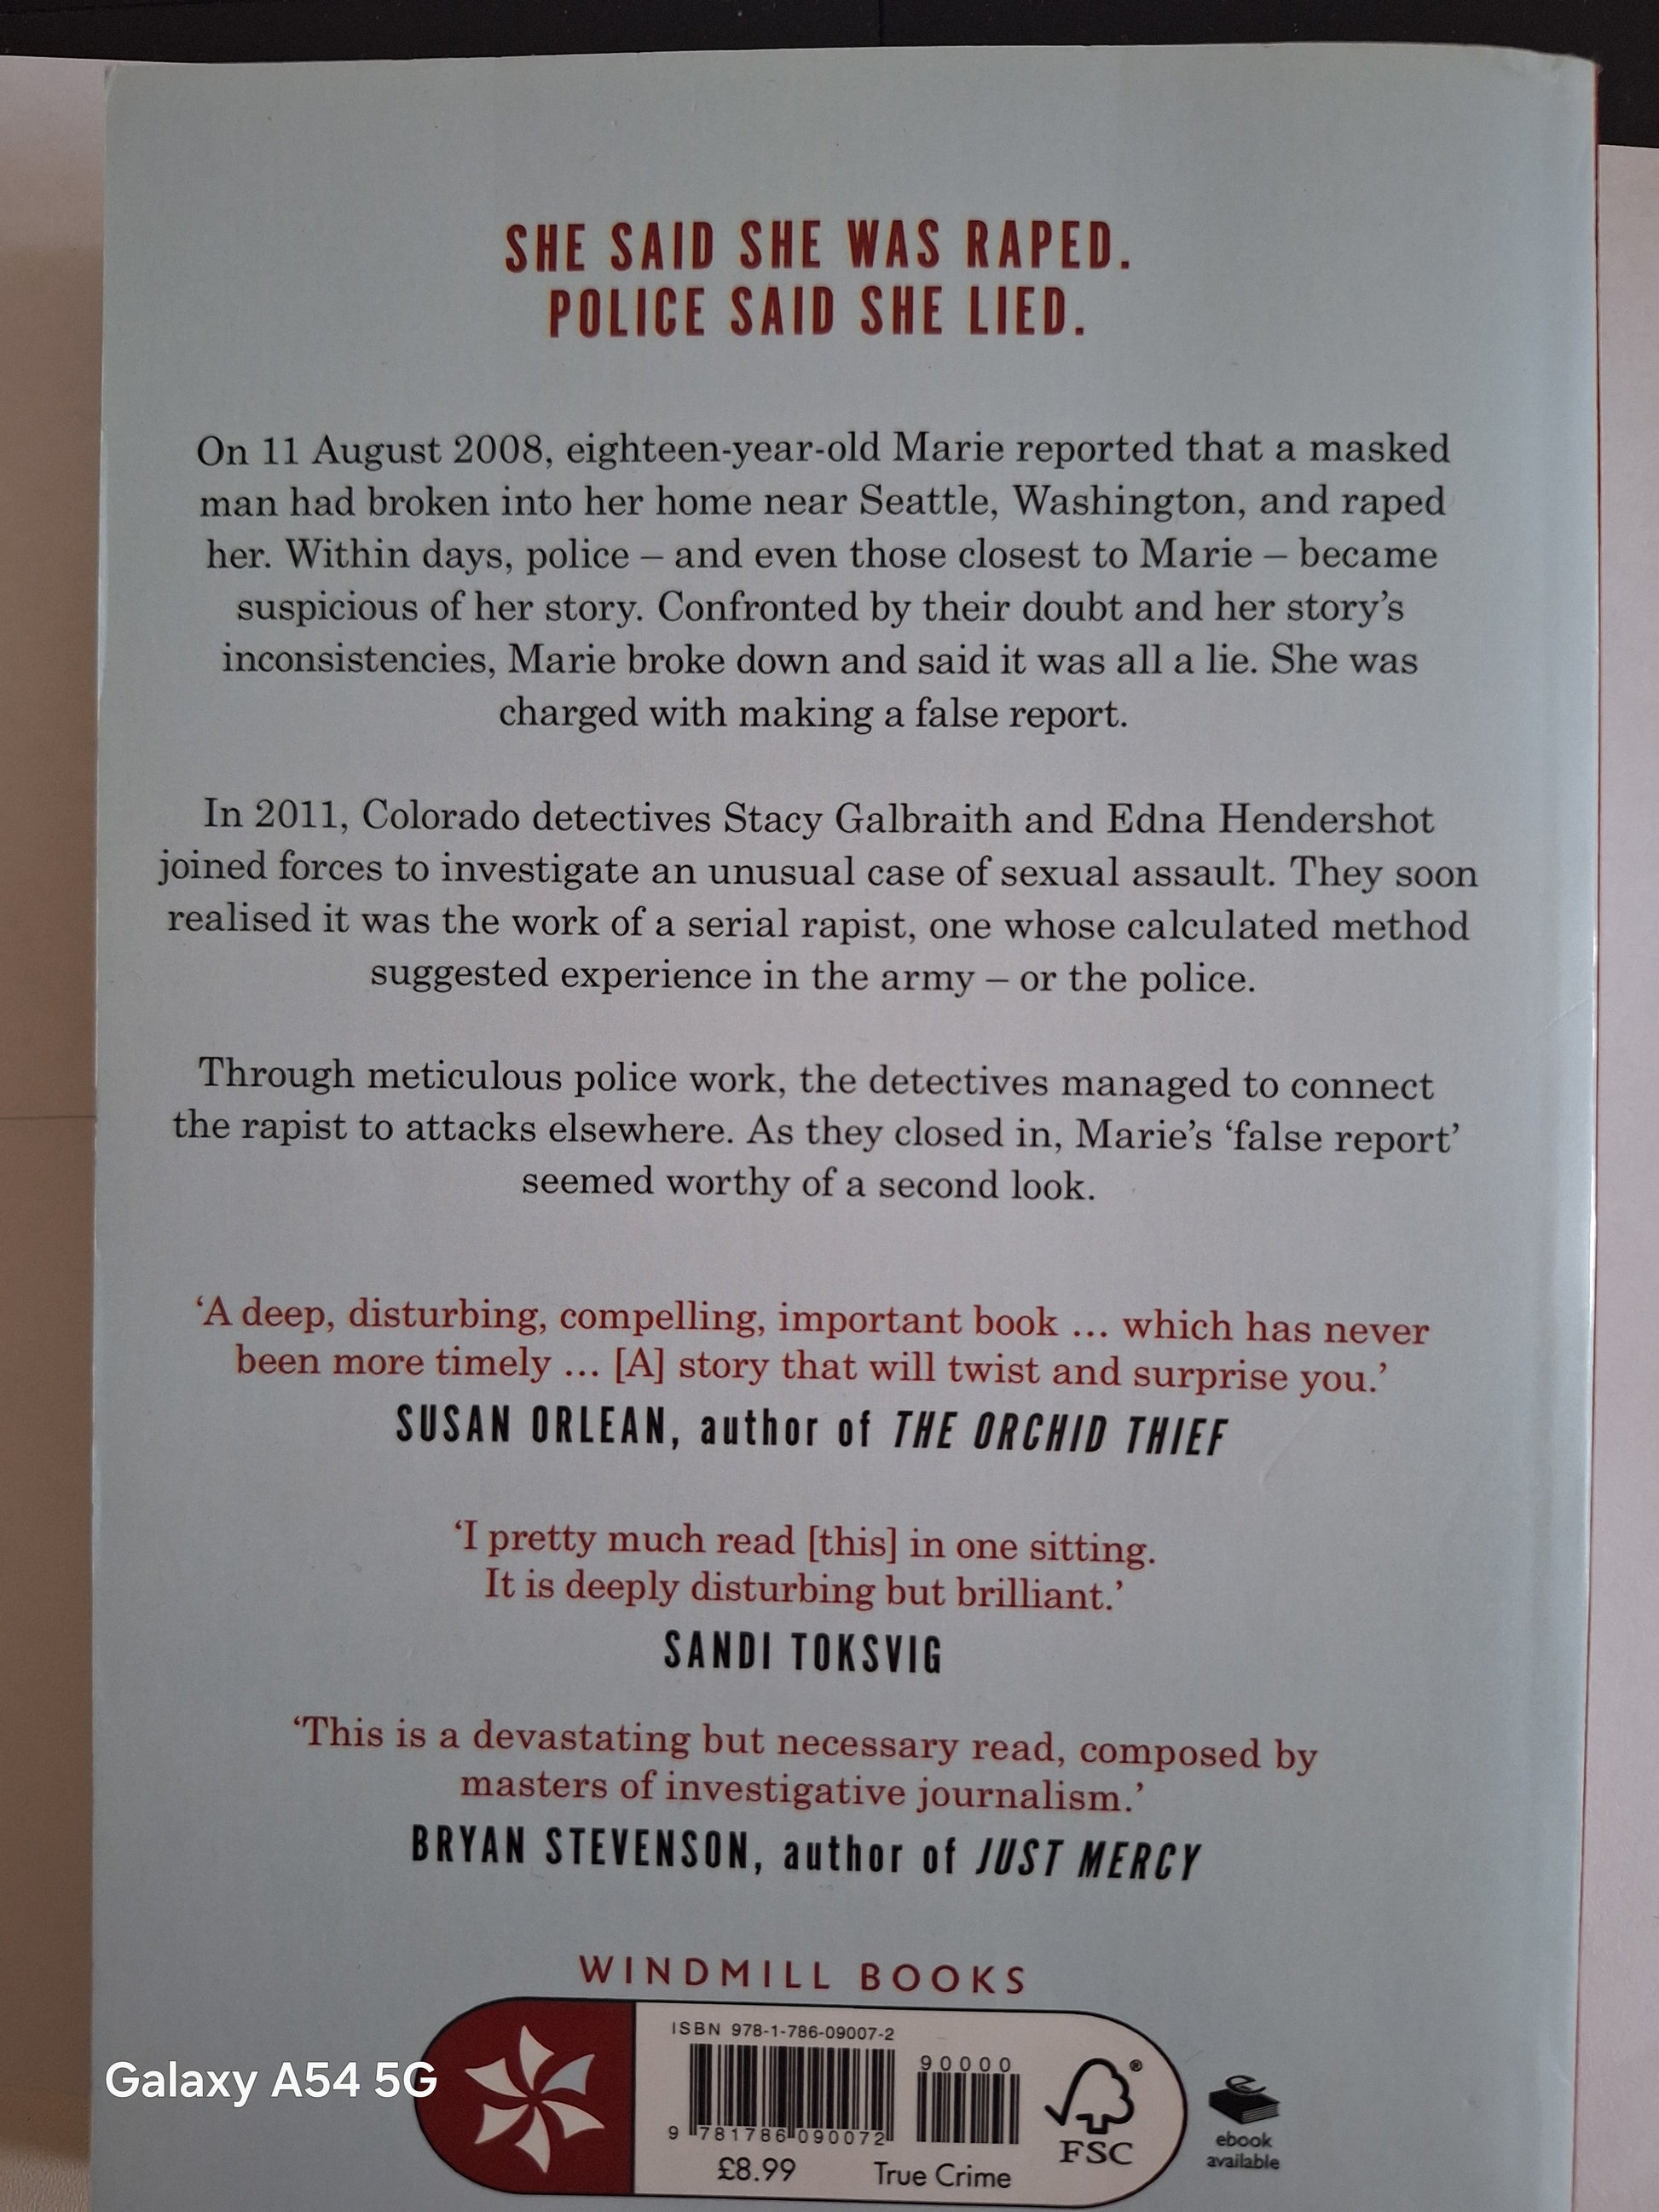 SHE SAID SHE WAS RAPED.
POLICE SAID SHE LIED.
On 11 August 2008, eighteen-year-old Marie reported that a masked
man had broken into her home near Seattle, Washington, and raped
her. Within days, police – and even those closest to Marie – became
suspicious of her story. Confronted by their doubt and her story’s
inconsistencies, Marie broke down and said it was all a lie. She was
charged with making a false report.
In 2011, Colorado detectives Stacy Galbraith and Edna Hendershot
joined forces to investigate an unusual case of sexual assault. They soon
realised it was the work of a serial rapist, one whose calculated method
suggested experience in the army – or the police.
Through meticulous police work, the detectives managed to connect
the rapist to attacks elsewhere. As they closed in, Marie’s ‘false report’
seemed worthy of a second look.
‘A deep, disturbing, compelling, important book ... which has never
been more timely ... [A] story that will twist and surprise you.’
SUSAN ORLEAN, author of THE ORCHID THIEF
‘I pretty much read [this] in one sitting.
It is deeply disturbing but brilliant.’
SANDI TOKSVIG
‘This is a devastating but necessary read, composed by
masters of investigative journalism.’
BRYAN STEVENSON, author of JUST MERCY
WINDMILL BOOKS
ISBN 978-1-786-09007-2
90000
9 781786 090072
£8.99 True Crime
FSC
®
ebook
available
Galaxy A54 5G